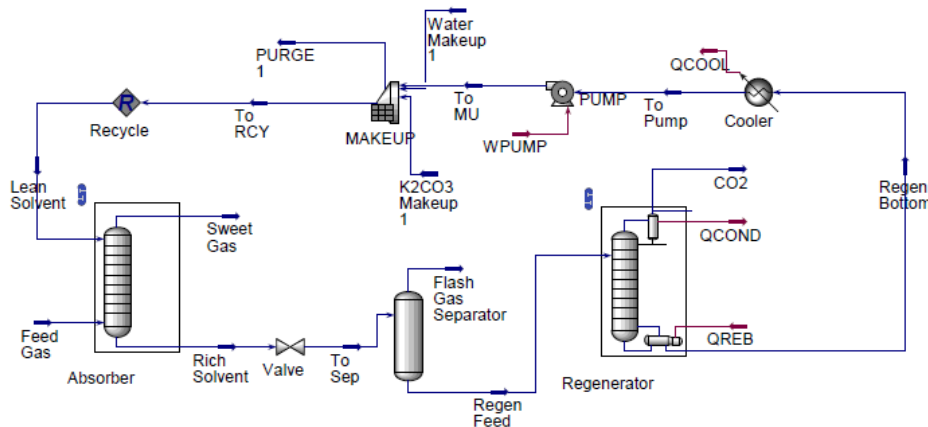 Water
Makeup
1
PURGE
1
QCOOL
To
MU
PUMP
To
Pump
Cooler
To
RCY
MAKEUP
R
Recycle
WPUMP
Lean
Solvent
K2CO3
Makeup
1
CO2
Regen
Bottom
Sweet
Gas
QCOND
Flash
Gas
Separator
Feed
Gas
QREB
Rich
Solvent
Valve
To
Sep
Absorber
Regenerator
Regen
Feed